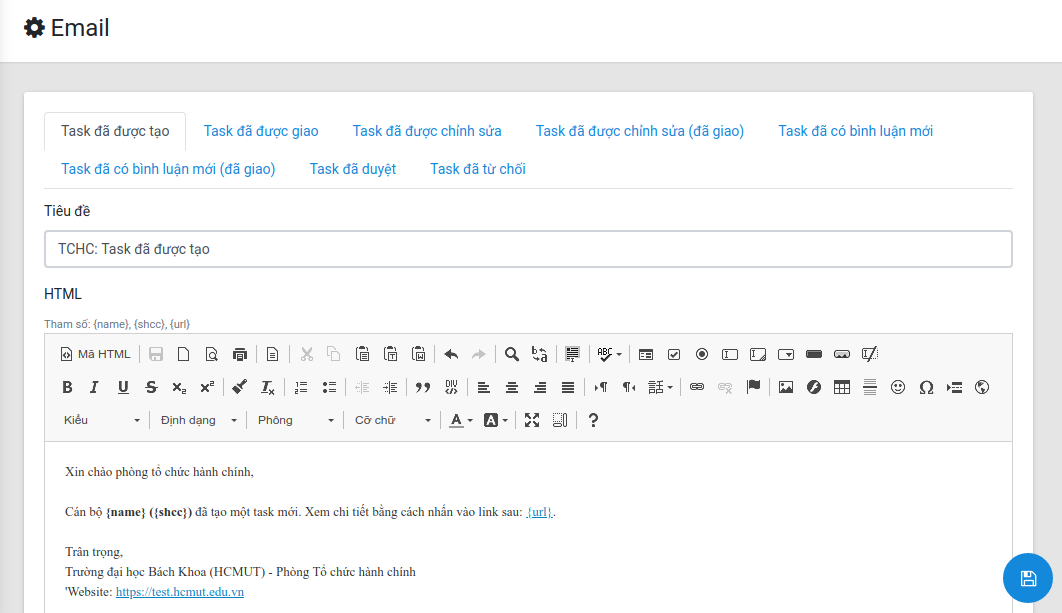 Email
Task đã được tạo Task đã được giao Task đã được chỉnh sửa Task đã được chỉnh sửa (đã giao) Task đã có bình luận mới
Task đã có bình luận mới (đã giao) Task đã duyệt Task đã từ chối
Tiêu đề
TCHC: Task đã được tạo
HTML
Tham số: {name}, {shcc}, {url}
Mã HTML
Kiểu Định dạng Phông Cỡ chữ
Xin chào phòng tổ chức hành chính,
Cán bộ {name} ({shcc}) đã tạo một task mới. Xem chi tiết bằng cách nhấn vào link sau: {url}.
Trân trọng,
Trường đại học Bách Khoa (HCMUT) - Phòng Tổ chức hành chính
'Website: https://test.hcmut.edu.vn